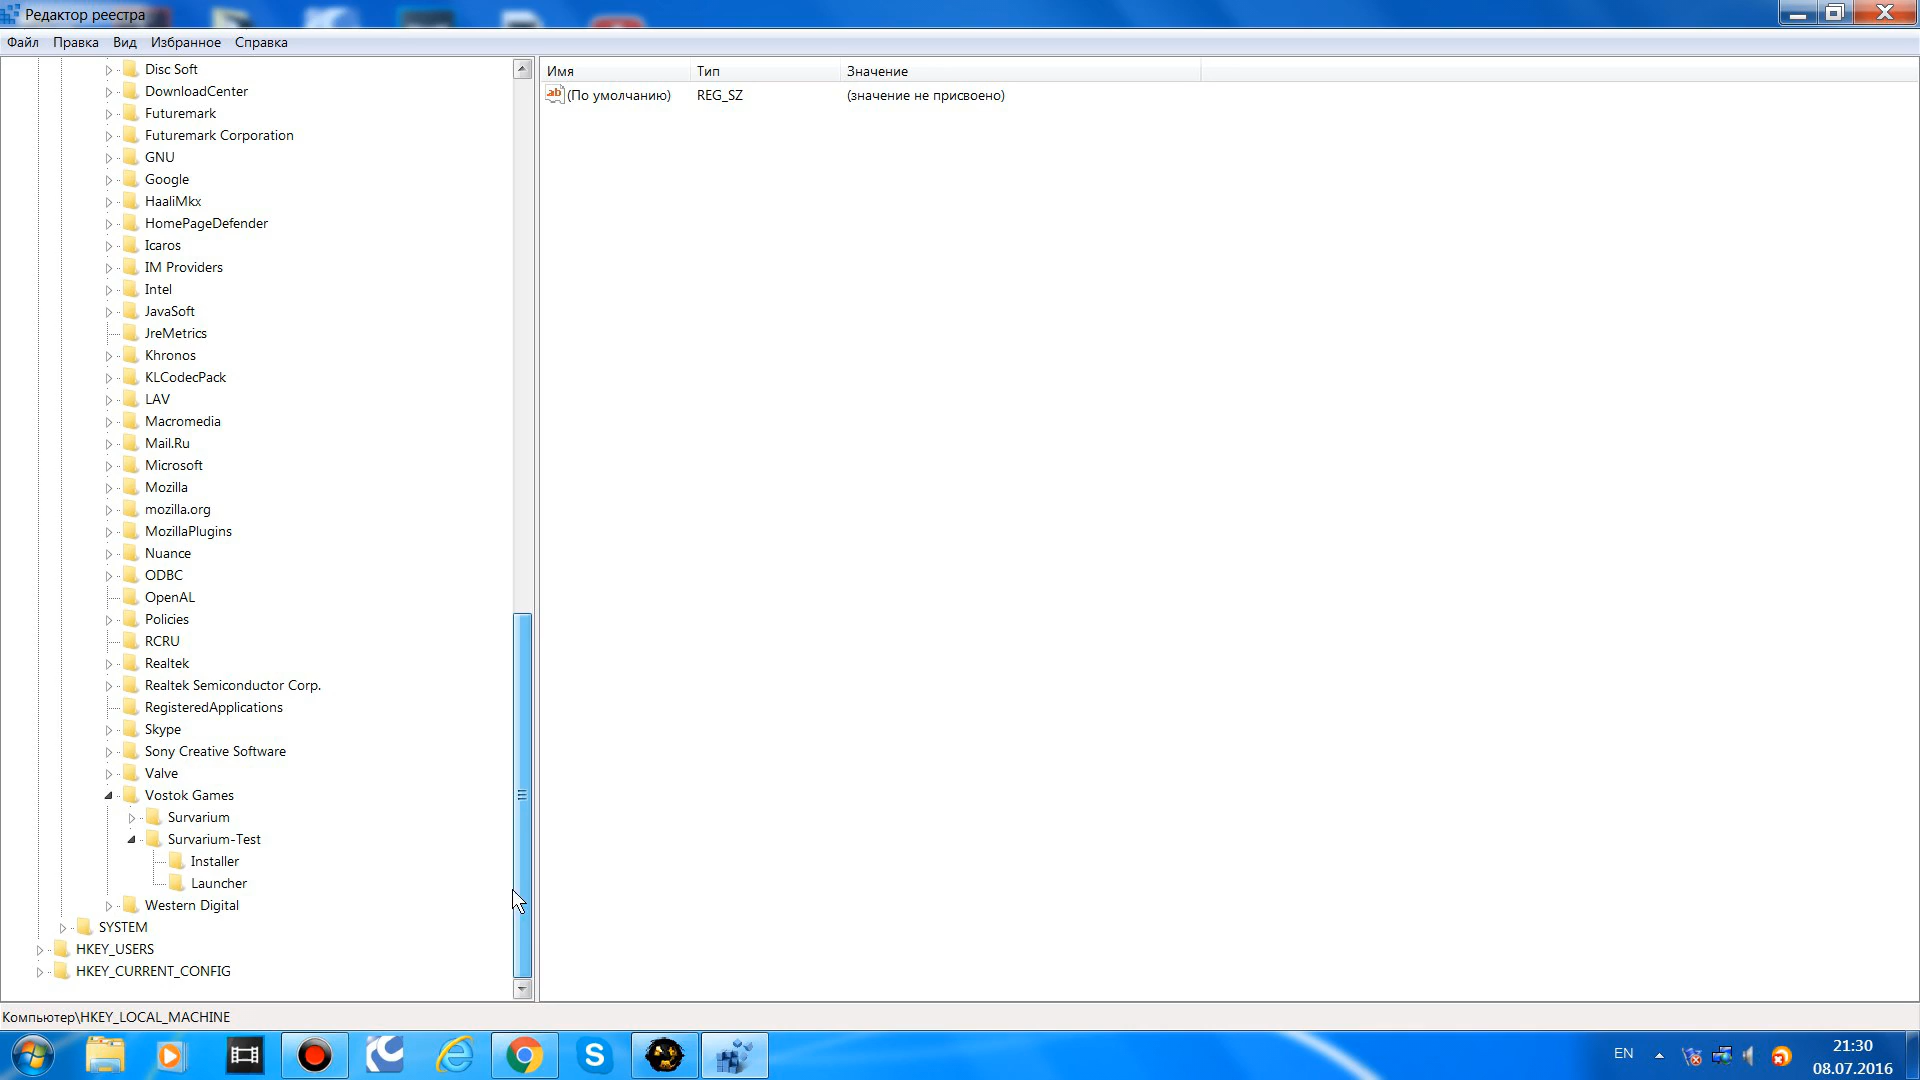 Редактор реестра
Файл Правка Вид Избранное Справка
Имя Тип Значение
(По умолчанию) REG_SZ (значение не присвоено)
Disc Soft
DownloadCenter
Futuremark
Futuremark Corporation
GNU
Google
HaaliMkx
HomePageDefender
Icaros
IM Providers
Intel
JavaSoft
JreMetrics
Khronos
KLCodecPack
LAV
Macromedia
Mail.Ru
Microsoft
Mozilla
mozilla.org
MozillaPlugins
Nuance
ODBC
OpenAL
Policies
RCRU
Realtek
Realtek Semiconductor Corp.
RegisteredApplications
Skype
Sony Creative Software
Valve
Vostok Games
Survarium
Survarium-Test
Installer
Launcher
Western Digital
SYSTEM
HKEY_USERS
HKEY_CURRENT_CONFIG
Компьютер\HKEY_LOCAL_MACHINE
EN
21:30
08.07.2016